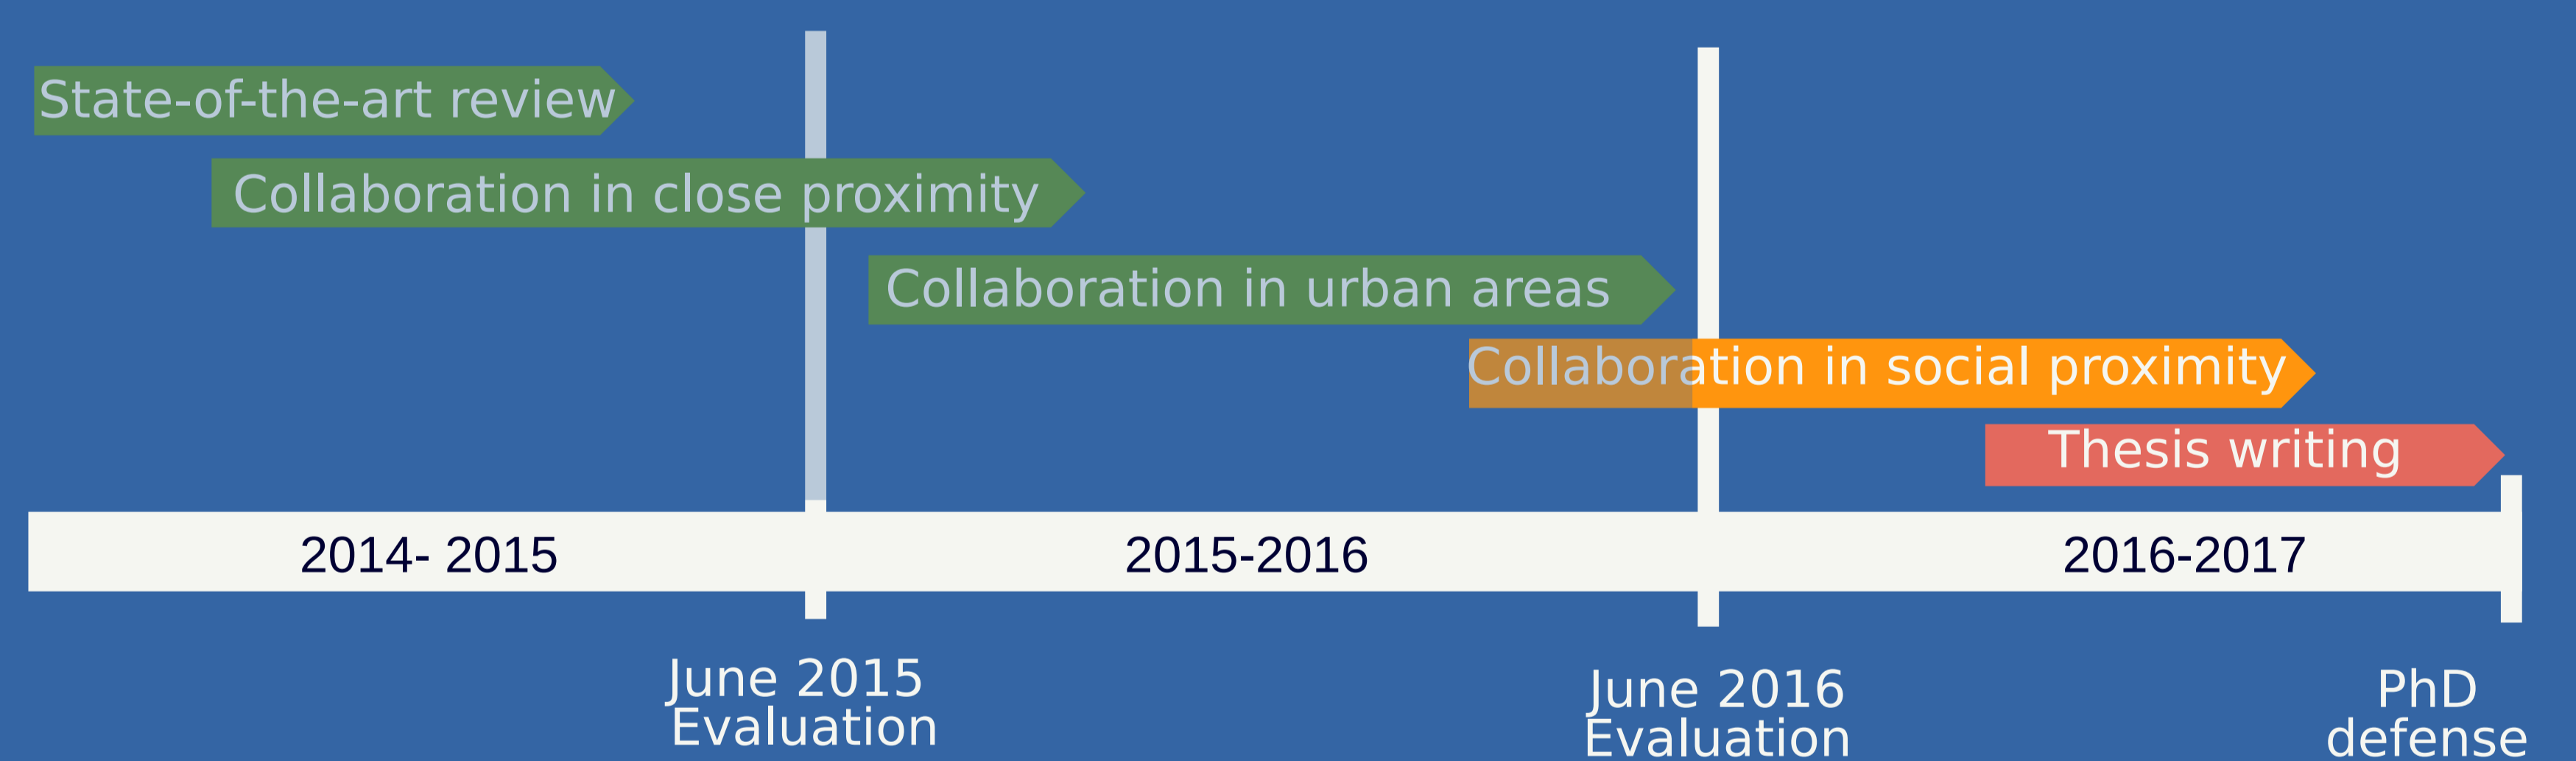 State-of-the-art review
Collaboration in close proximity
Collaboration in urban areas
Collaboration in social proximity
Thesis writing
2014- 2015
2015-2016
2016-2017
June 2015
Evaluation
June 2016
Evaluation
PhD
defense